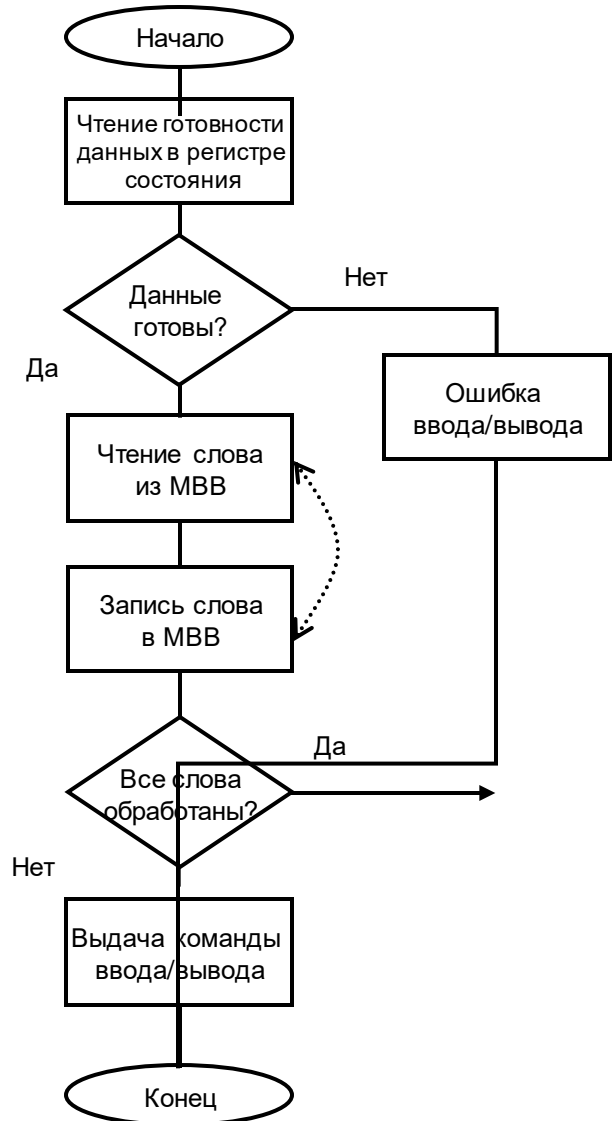 Начало
Чтение готовности
данных в регистре
состояния
Нет
Данные
готовы?
Да
Ошибка
ввода/вывода
Чтение слова
из МВВ
Запись слова
в МВВ
Да
Все слова
обработаны?
Нет
Выдача команды
ввода/вывода
Конец